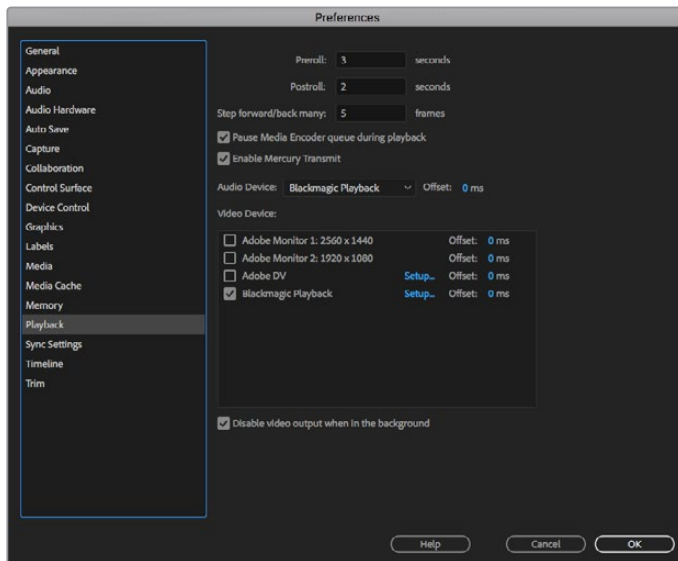 Preferences
General
Appearance
Audio
Audio Hardware
Auto Save
Capture
Collaboration
Control Surface
Device Control
Graphics
Labels
Media
Media Cache
Memory
Playback
Sync Settings
Timeline
Trim
Preroll: 3 seconds
Postroll: 2 seconds
Step forward/back many: 5 frames
Pause Media Encoder queue during playback
Enable Mercury Transmit
Audio Device: Blackmagic Playback Offset: 0 ms
Video Device:
Adobe Monitor 1: 2560 x 1440 Offset: 0 ms
Adobe Monitor 2: 1920 x 1080 Offset: 0 ms
Adobe DV Setup... Offset: 0 ms
Blackmagic Playback Setup... Offset: 0 ms
Disable video output when in the background
Help Cancel OK